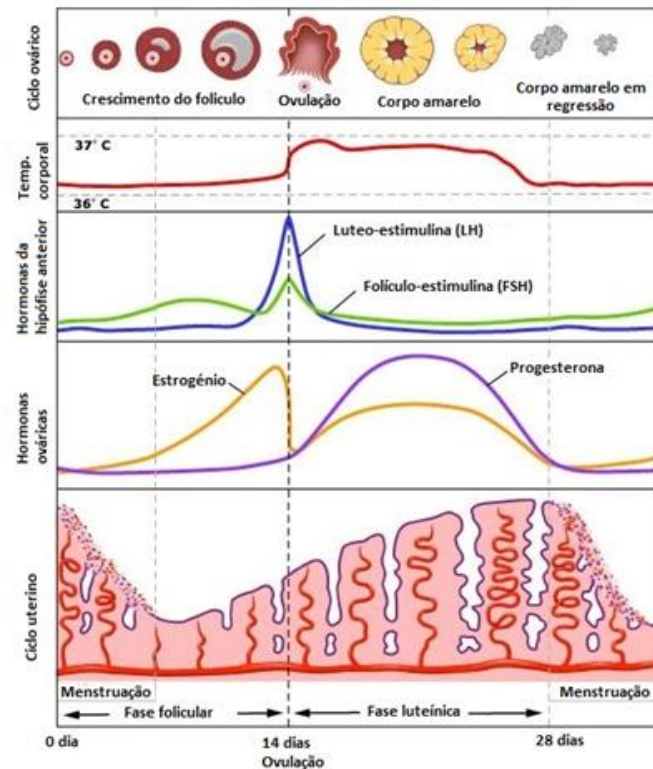 Ciclo ovárico
Crescimento do folículo
Ovulação
Corpo amarelo
Corpo amarelo em
regressão
Temp.
corporal
37° C
36° C
Hormonas da
hipófise anterior
Luteo-estimulina (LH)
Folículo-estimulina (FSH)
Hormonas
ováricas
Estrogénio
Progesterona
Ciclo uterino
Menstruação
Menstruação
Fase folicular
Fase luteínica
0 dia
14 dias
28 dias
Ovulação